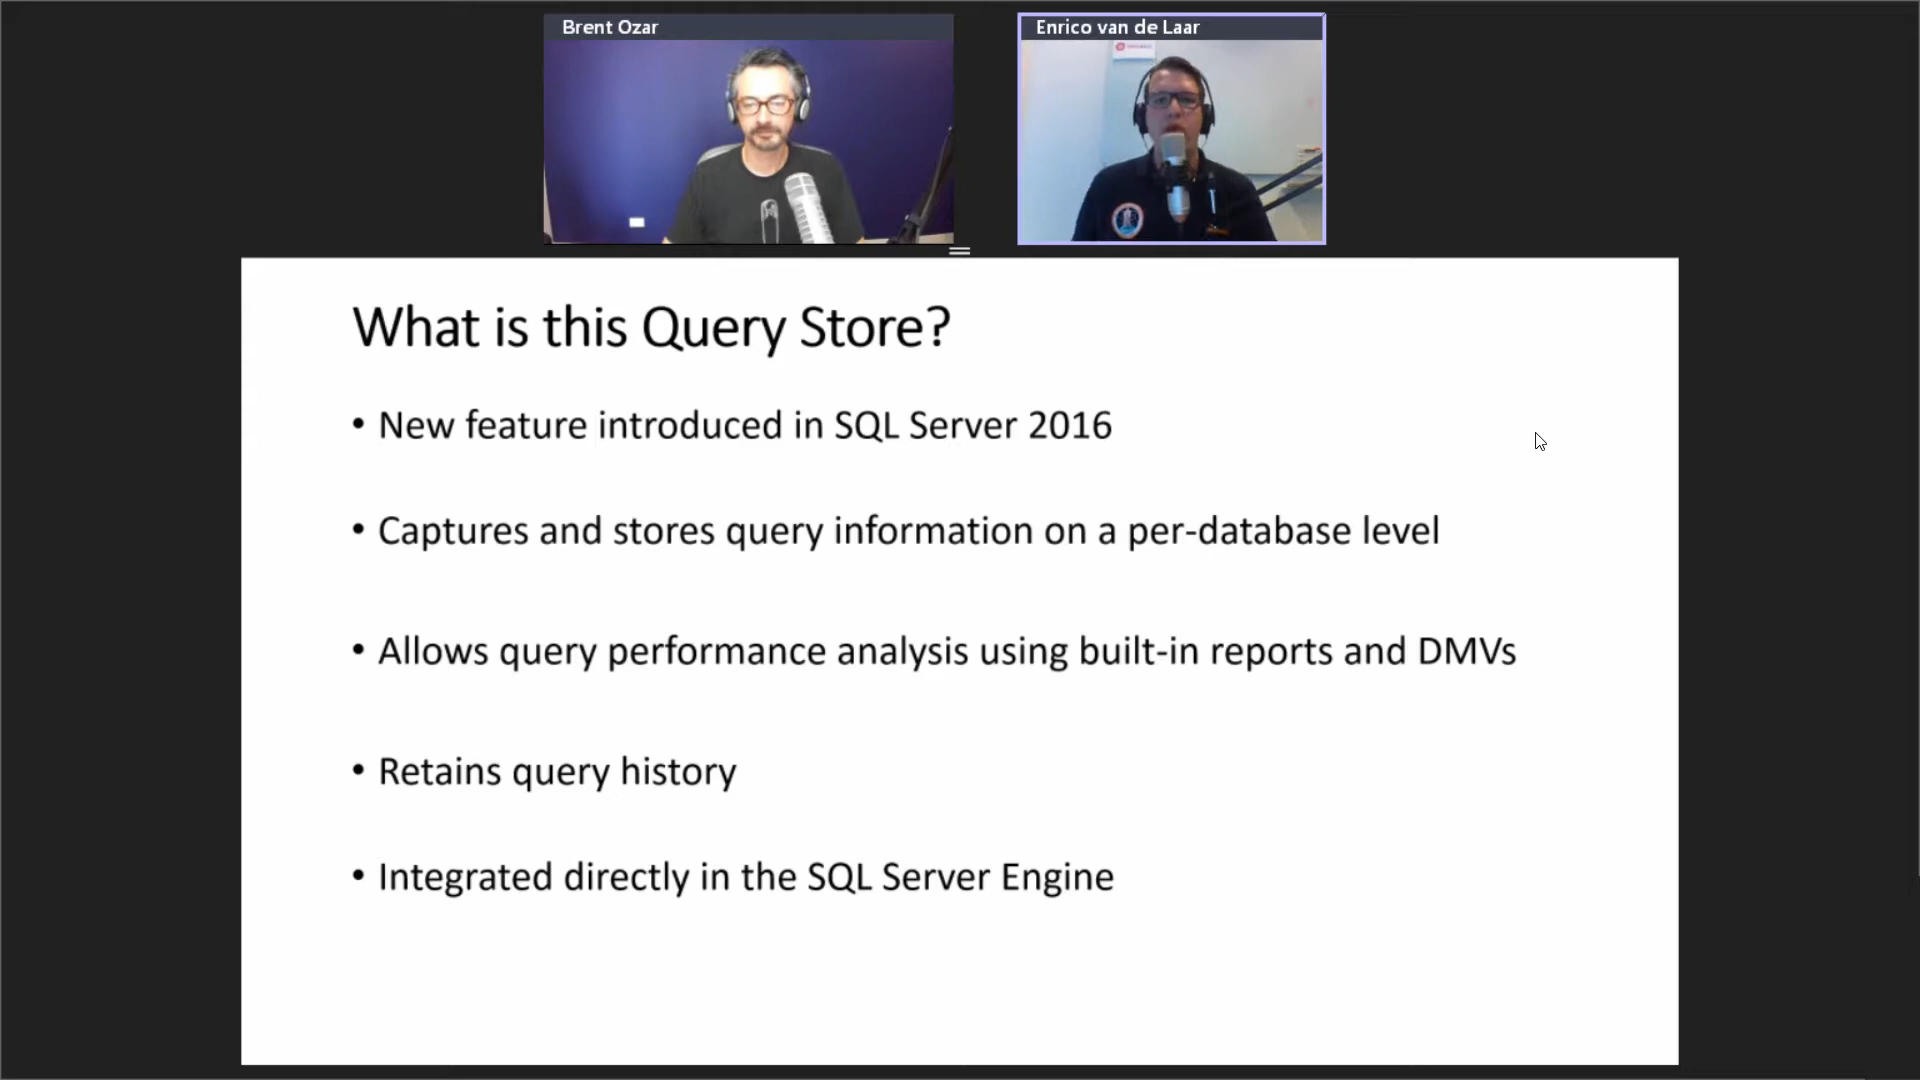 Brent Ozar
Enrico van de Laar
What is this Query Store?
• New feature introduced in SQL Server 2016
• Captures and stores query information on a per-database level
• Allows query performance analysis using built-in reports and DMVs
• Retains query history
• Integrated directly in the SQL Server Engine